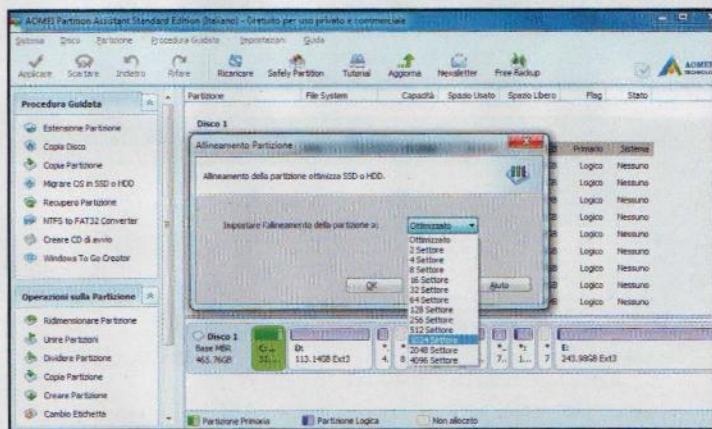 AOMEI Partition Assistant Standard Edition (Italiano) - Gratuito per uso privato e commerciale
Sistema Disco Partizione Procedura Guidata Impostazioni Guida
Applicare Scartare Indietro Rifare Ricaricare Safely Partition Tutorial Aggiorna Newsletter Free Backup
AOMEI
TECHNOLOGY
Procedura Guidata
Estensione Partizione
Copia Disco
Copia Partizione
Migrare OS in SSD o HDD
Recupero Partizione
NTFS to FAT32 Converter
Creare CD di avvio
Windows To Go Creator
Operazioni sulla Partizione
Ridimensionare Partizione
Unire Partizioni
Dividere Partizione
Copia Partizione
Creare Partizione
Cambio Etichetta
Partizione File System Capacità Spazio Usato Spazio Libero Flag Stato
Disco 1
Primario Sistema
Logico Nessuno
Logico Nessuno
Logico Nessuno
Logico Nessuno
Logico Nessuno
Logico Nessuno
Logico Nessuno
Logico Nessuno
Allineamento Partizione
Allineamento della partizione ottimizza SSD o HDD.
Importare l'allineamento della partizione a:
Ottimizzato
Ottimizzato
2 Settore
4 Settore
8 Settore
16 Settore
32 Settore
64 Settore
128 Settore
256 Settore
512 Settore
1024 Settore
2048 Settore
4096 Settore
OK Aiuto
Disco 1
Base MBR
465.76GB
C:...
D:
113.14GB Ext3
E:
243.98GB Ext3
Partizione Primaria Partizione Logica Non allocato